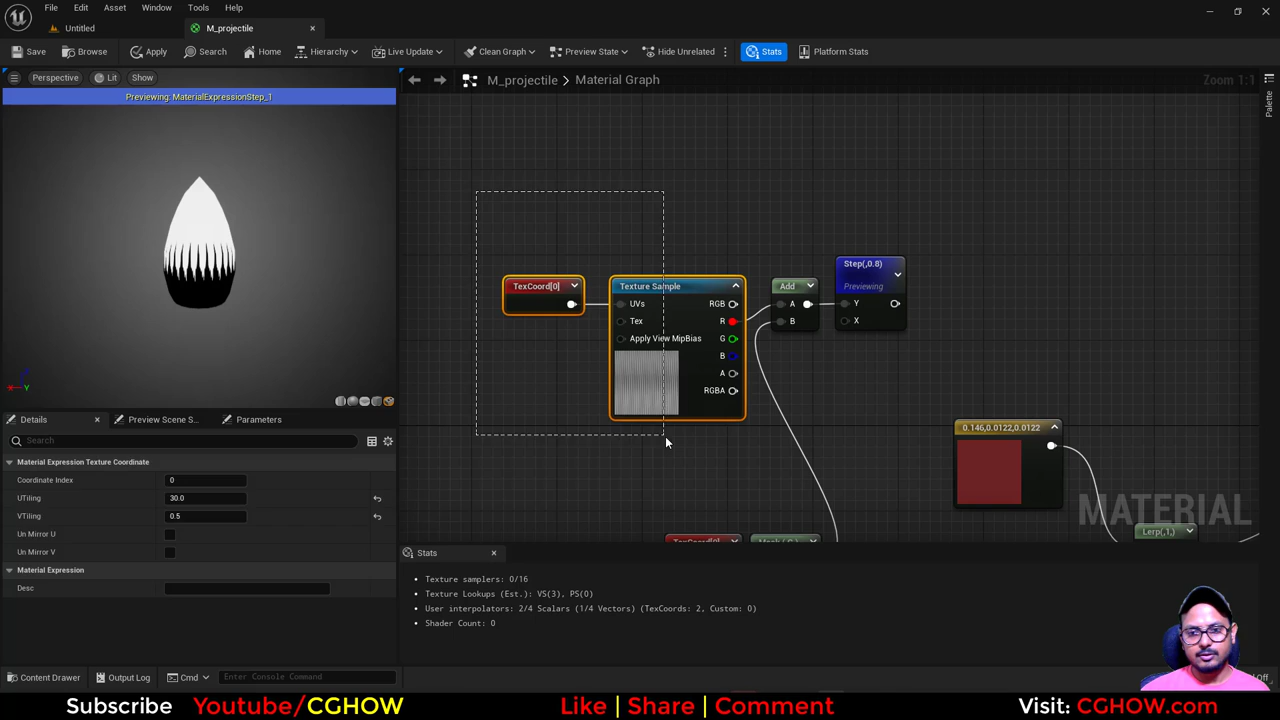 File Edit Asset Window Tools Help
Untitled
M_projectile
Save
Browse
Apply
Search
Home
Hierarchy
Live Update
Clean Graph
Preview State
Hide Unrelated
Stats
Platform Stats
Perspective
Lit
Show
M_projectile > Material Graph
Zoom 1:1
Palette
Previewing: MaterialExpressionStep_1
TexCoord[0]
Texture Sample
UVs
RGB
Tex
R
Apply View MipBias
G
B
A
RGBA
Add
A
B
Step(,0.8)
Previewing
Y
X
0.146,0.0122,0.0122
MATERIAL
Lerp(,1,)
TexCoord[0]
Y
Details
Preview Scene S...
Parameters
Search
Material Expression Texture Coordinate
Coordinate Index 0
UTiling 30.0
VTiling 0.5
Un Mirror U
Un Mirror V
Material Expression
Desc
Stats
Texture samplers: 0/16
Texture Lookups (Est.): VS(3), PS(0)
User interpolators: 2/4 Scalars (1/4 Vectors) (TexCoords: 2, Custom: 0)
Shader Count: 0
Content Drawer
Output Log
Cmd
Enter Console Command
Off
Subscribe Youtube/CGHOW Like | Share | Comment Visit: CGHOW.com